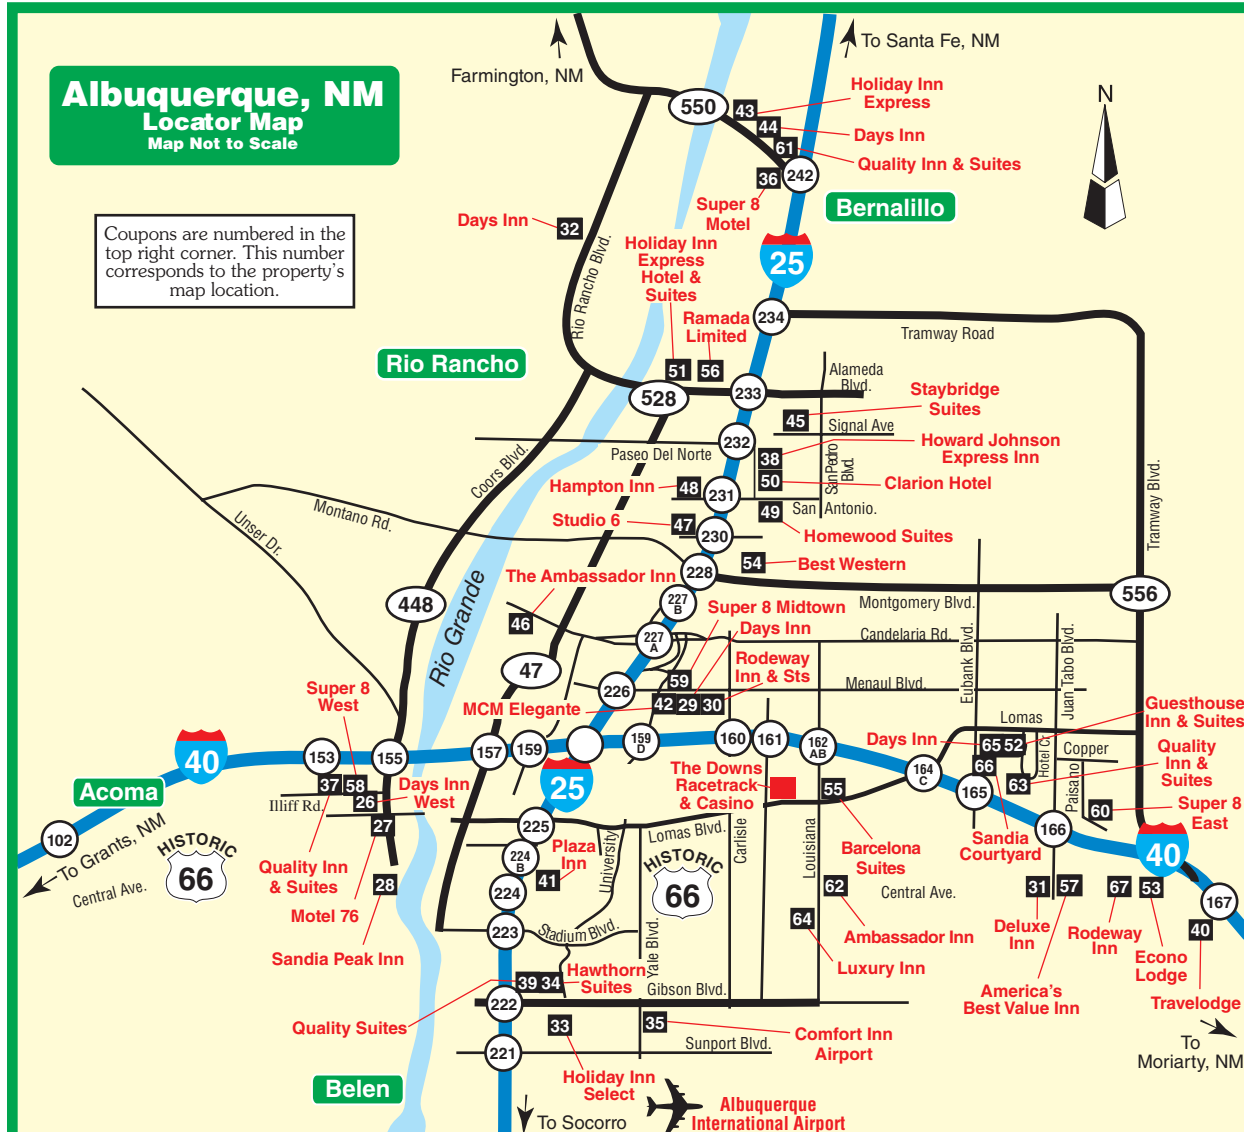 To Santa Fe, NM
Farmington, NM
Albuquerque, NM
Locator Map
Map Not to Scale
N
550
43
Holiday Inn
Express
44
Days Inn
61
Quality Inn & Suites
36
242
Super 8
Motel
Bernalillo
Coupons are numbered in the
top right corner. This number
corresponds to the property's
map location.
Days Inn
32
Rio Rancho Blvd.
Holiday Inn
Express
Hotel &
Suites
25
Ramada
Limited
234
Tramway Road
Rio Rancho
51
56
528
233
Alameda
Blvd.
Staybridge
Suites
45
Signal Ave
232
Paseo Del Norte
Coors Blvd.
38
Howard Johnson
Express Inn
San Pedro
Blvd.
Tramway Blvd.
50
Clarion Hotel
Hampton Inn
48
231
San Antonio.
49
Homewood Suites
Montano Rd.
Unser Dr.
Studio 6
47
230
54
Best Western
228
The Ambassador Inn
Rio Grande
448
556
Montgomery Blvd.
227
B
46
Super 8 Midtown
Days Inn
Candelaria Rd.
Eubank Blvd.
Juan Tabo Blvd.
227
A
47
Rodeway
Inn & Sts
59
226
Menaul Blvd.
Super 8
West
MCM Elegante
42
29
30
Guesthouse
Inn & Suites
Lomas
40
153
155
157
159
159
D
160
161
162
AB
Days Inn
65
52
Hotel Cr.
Copper
Quality
Inn &
Suites
66
63
Paisano
164
C
165
Acoma
37
58
26
Days Inn
West
Illiff Rd.
25
The Downs
Racetrack
& Casino
55
60
Super 8
East
27
102
To Grants, NM
HISTORIC
66
Central Ave.
225
Lomas Blvd.
Carlisle
Louisiana
Sandia
Courtyard
166
40
Quality Inn
& Suites
28
Motel 76
Sandia Peak Inn
224
B
Plaza
Inn
41
University
HISTORIC
66
Barcelona
Suites
62
Central Ave.
31
57
67
53
167
224
223
Stadium Blvd.
Yale Blvd.
64
Ambassador Inn
Deluxe
Inn
Rodeway
Inn
Econo
Lodge
40
Luxury Inn
America's
Best Value Inn
Travelodge
39
34
Hawthorn
Suites
Gibson Blvd.
222
Quality Suites
33
35
Comfort Inn
Airport
221
Sunport Blvd.
To
Moriarty, NM
Belen
Holiday Inn
Select
To Socorro
Albuquerque
International Airport